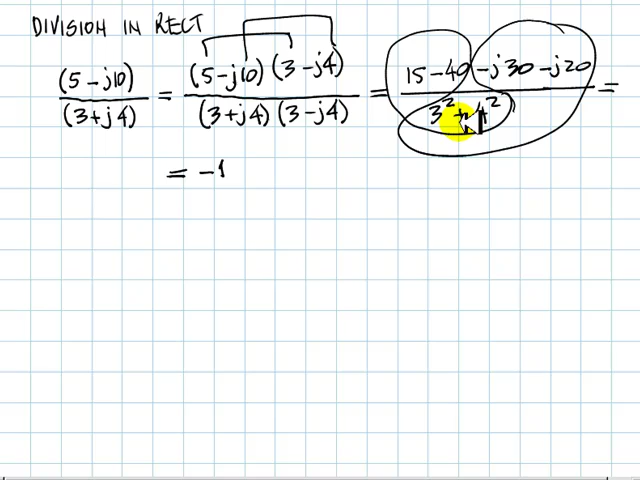 DIVISION IN RECT
(5-j10)/(3+j4) = (5-j10)(3-j4)/(3+j4)(3-j4) = 15-40-j30-j20/3²+4² =
= -1